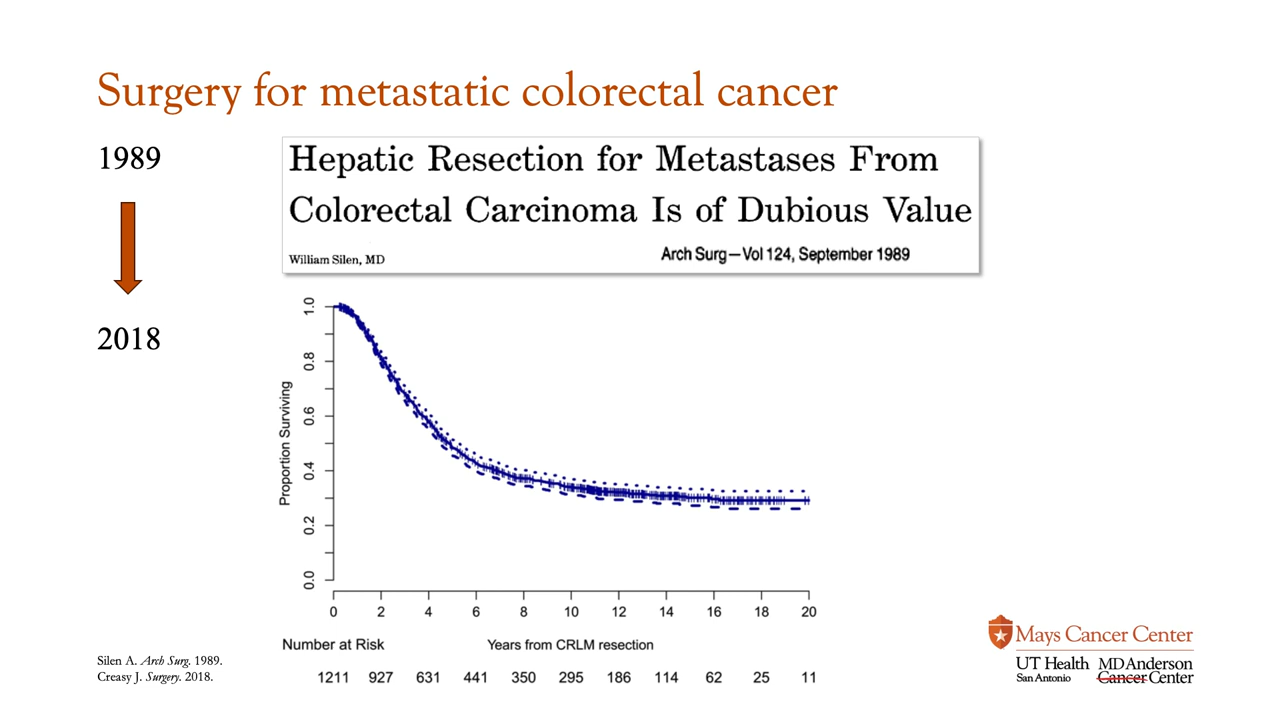 Surgery for metastatic colorectal cancer
1989
Hepatic Resection for Metastases From
Colorectal Carcinoma Is of Dubious Value
William Silen, MD
Arch Surg—Vol 124, September 1989
2018
1.0
0.8
0.6
0.4
0.2
0.0
Proportion Surviving
0 2 4 6 8 10 12 14 16 18 20
Number at Risk
Years from CRLM resection
1211 927 631 441 350 295 186 114 62 25 11
Silen A. Arch Surg. 1989.
Creasy J. Surgery. 2018.
Mays Cancer Center
UT Health
San Antonio
MD Anderson
Cancer Center